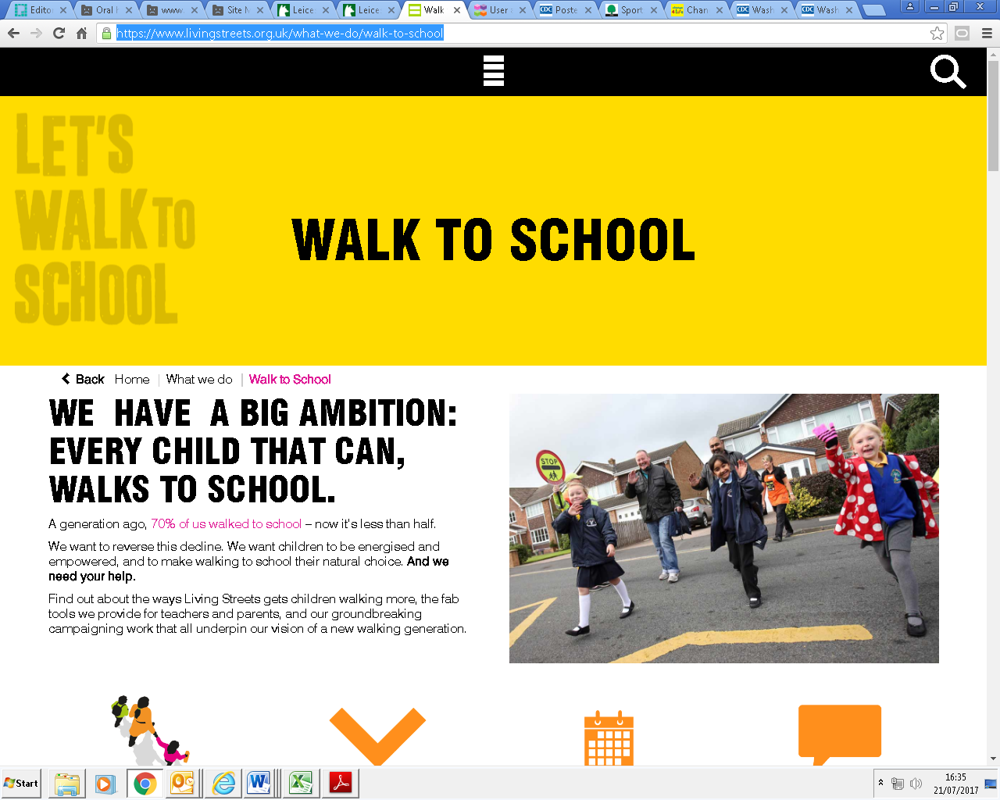 Editor
Oral h
www
Site M
Leice
Leice
Walk
User
Poste
Sport
Chan
Wash
Wash
https://www.livingstreets.org.uk/what-we-do/walk-to-school
LET'S
WALK TO
SCHOOL
WALK TO SCHOOL
Back Home What we do Walk to School
WE HAVE A BIG AMBITION:
EVERY CHILD THAT CAN,
WALKS TO SCHOOL.
A generation ago, 70% of us walked to school – now it's less than half.
We want to reverse this decline. We want children to be energised and
empowered, and to make walking to school their natural choice. And we
need your help.
Find out about the ways Living Streets gets children walking more, the fab
tools we provide for teachers and parents, and our groundbreaking
campaigning work that all underpin our vision of a new walking generation.
STOP
Start
16:35
21/07/2017